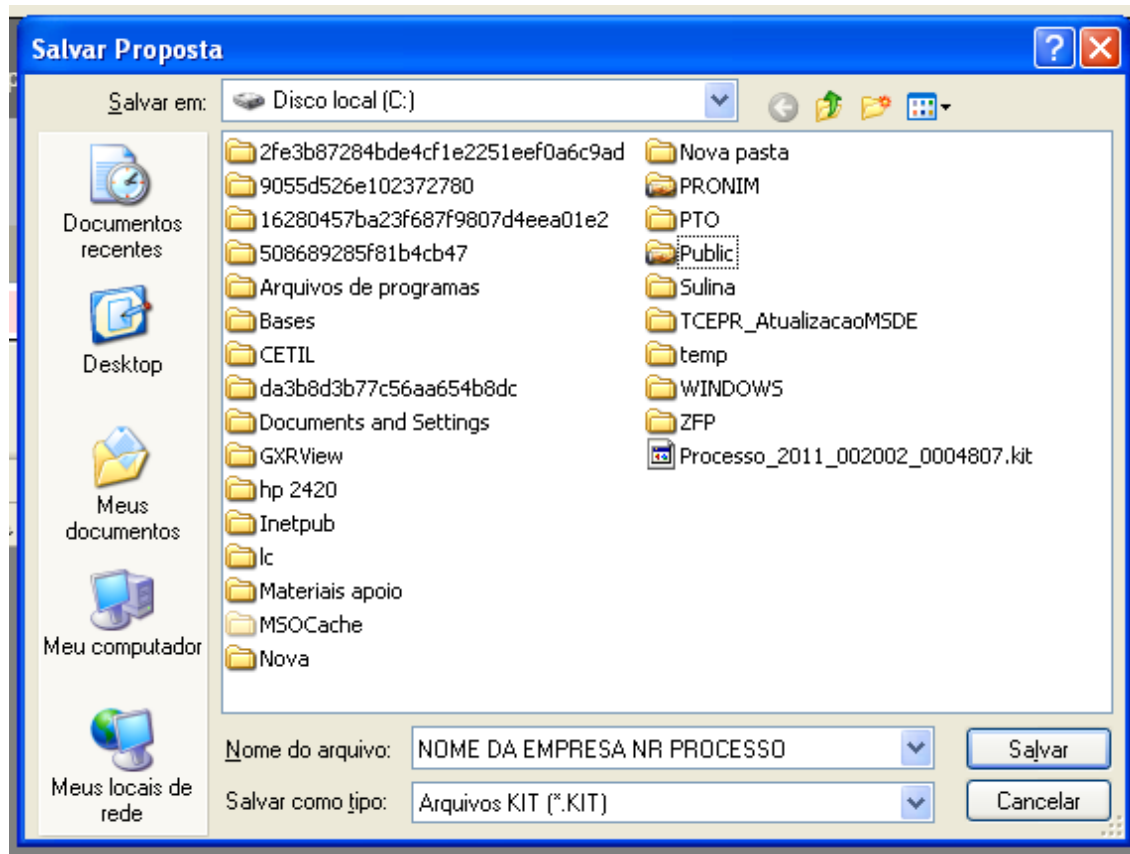 Salvar Proposta
Salvar em:
Disco local (C:)
Documentos
recentes
Desktop
Meus
documentos
Meu computador
Meus locais de
rede
2fe3b87284bde4cf1e2251eef0a6c9ad
9055d526e102372780
16280457ba23f687f9807d4eea01e2
508689285f81b4cb47
Arquivos de programas
Bases
CETIL
da3b8d3b77c56aa654b8dc
Documents and Settings
GXRView
hp 2420
Inetpub
lc
Materiais apoio
MSOCache
Nova
Nova pasta
PRONIM
PTO
Public
Sulina
TCEPR_AtualizacaoMSDE
temp
WINDOWS
ZFP
Processo_2011_002002_0004807.kit
Nome do arquivo:
NOME DA EMPRESA NR PROCESSO
Salvar
Salvar como tipo:
Arquivos KIT (*.KIT)
Cancelar